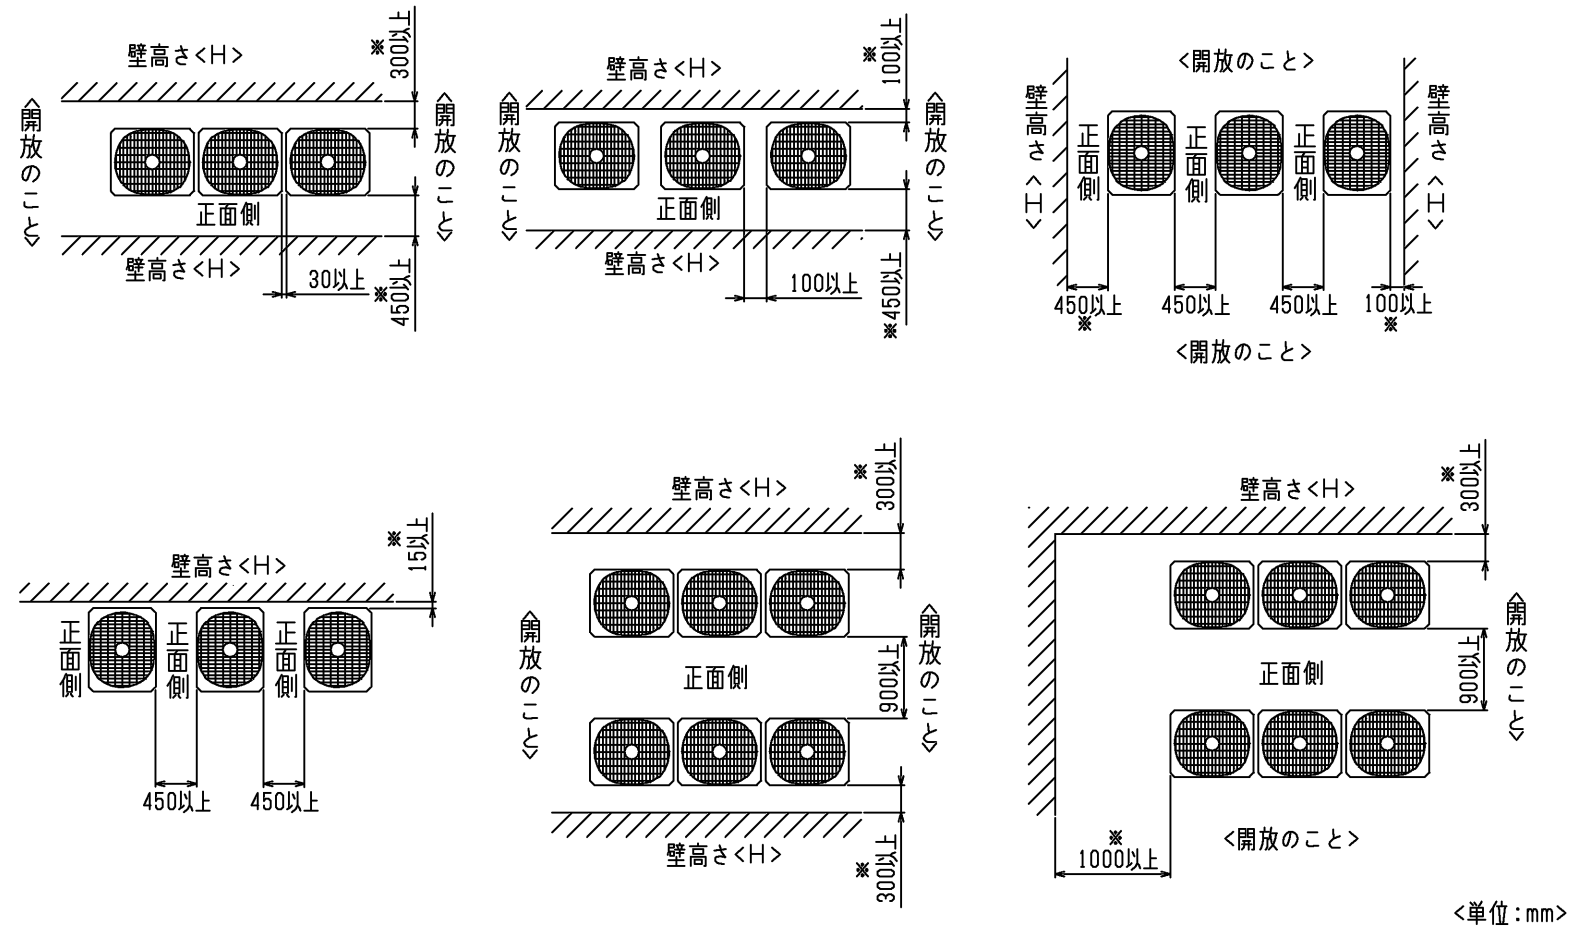 壁高さ<H>
※
300以上
<開放のこと>
<開放のこと>
正面側
壁高さ<H>
30以上
※
450以上
壁高さ<H>
※
100以上
<開放のこと>
<開放のこと>
正面側
壁高さ<H>
100以上
※450以上
<開放のこと>
壁高さ<H>
正面側
正面側
正面側
壁高さ<H>
450以上
※
450以上
450以上
100以上
※
<開放のこと>
壁高さ<H>
※
15以上
正面側
正面側
正面側
450以上
450以上
壁高さ<H>
※
300以上
<開放のこと>
正面側
900以上
<開放のこと>
壁高さ<H>
※
300以上
壁高さ<H>
※
300以上
正面側
900以上
<開放のこと>
※
1000以上
<開放のこと>
<単位:mm>